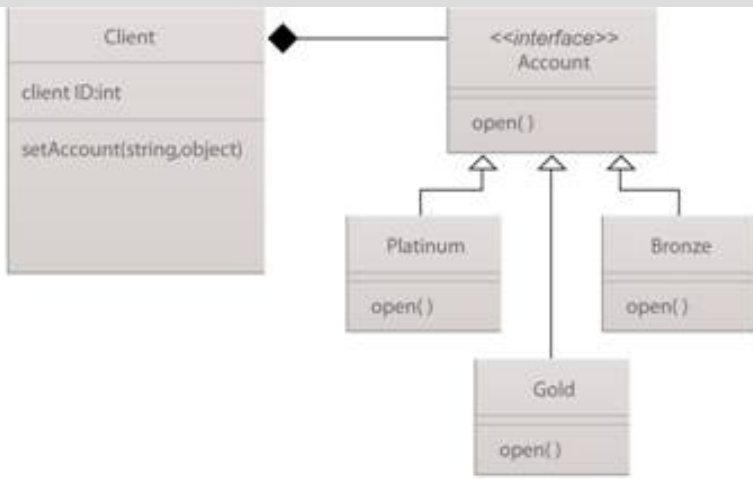 Client
client ID:int
setAccount(string,object)
<<interface>>
Account
open( )
Platinum
open( )
Bronze
open( )
Gold
open( )